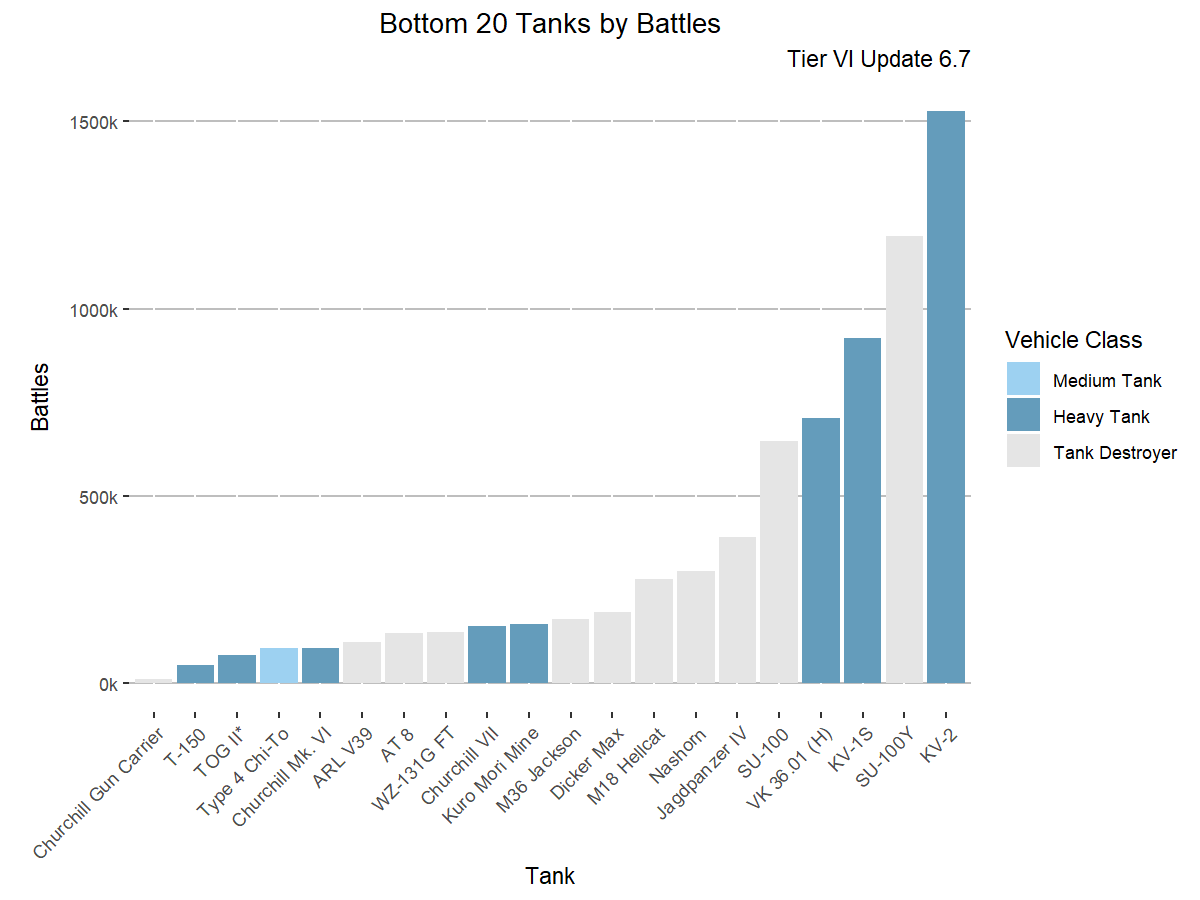 Bottom 20 Tanks by Battles
Tier VI Update 6.7
1500k
1000k
500k
0k
Battles
Churchill Gun Carrier
T-150
TOG II*
Type 4 Chi-To
Churchill Mk. VI
ARL V39
AT 8
WZ-131G FT
Churchill VII
Kuro Mori Mine
M36 Jackson
Dicker Max
M18 Hellcat
Nashorn
Jagdpanzer IV
SU-100
VK 36.01 (H)
KV-1S
SU-100Y
KV-2
Tank
Vehicle Class
Medium Tank
Heavy Tank
Tank Destroyer